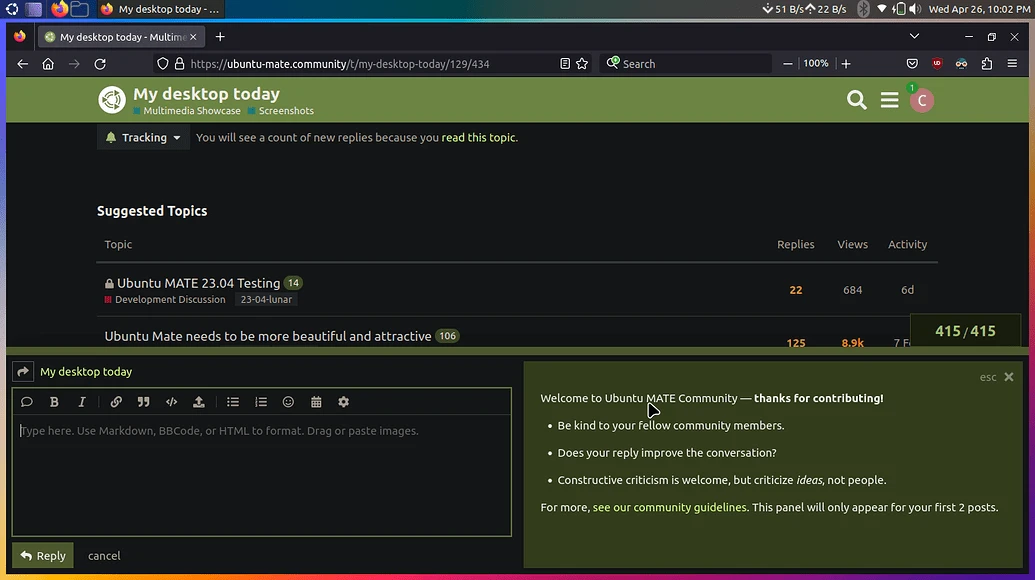 My desktop today - ...
51 B/s 22 B/s
Wed Apr 26, 10:02 PM
My desktop today - Multime
https://ubuntu-mate.community/t/my-desktop-today/129/434
Search
100%
My desktop today
Multimedia Showcase Screenshots
1
C
Tracking
You will see a count of new replies because you read this topic.
Suggested Topics
Topic Replies Views Activity
Ubuntu MATE 23.04 Testing 14
Development Discussion 23-04-lunar
22 684 6d
Ubuntu Mate needs to be more beautiful and attractive 106
125 8.9k 7
415/415
My desktop today
Type here. Use Markdown, BBCode, or HTML to format. Drag or paste images.
Reply cancel
esc
Welcome to Ubuntu MATE Community — thanks for contributing!
• Be kind to your fellow community members.
• Does your reply improve the conversation?
• Constructive criticism is welcome, but criticize ideas, not people.
For more, see our community guidelines. This panel will only appear for your first 2 posts.